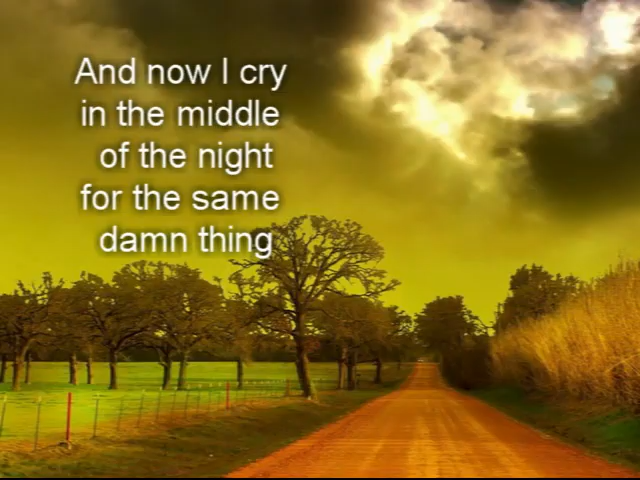 And now I cry
in the middle
of the night
for the same
damn thing